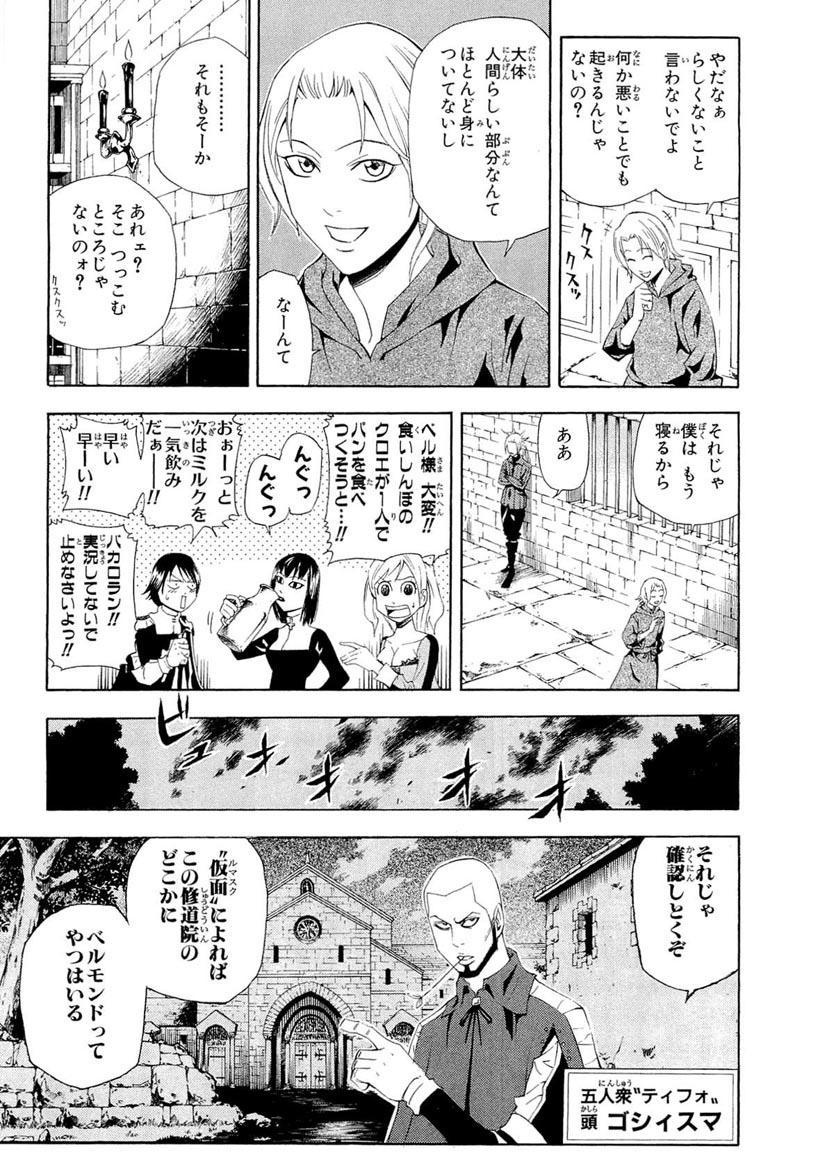 やだなぁ
らしくないこと
言わないでよ
何か悪いことでも
起きるんじゃ
ないの？
クスクスッ
大体
人間らしい部分なんて
ほとんど身に
ついてないし
なーんて
…………
それもそーか
あれェ？
そこ つっこむ
ところじゃ
ないのォ？
クスクスッ
それじゃ
僕は もう
寝るから
ああ
ベル様 大変!!
食いしんぼの
クロエが1人で
パンを食べ
つくそうと…!!
んぐっ
んぐっ
おぉーっと
次はミルクを
一気飲み
だぁーー!!
早い
早ーい!!
バカロラン!!
実況してないで
止めなさいよっ!!
ビュオオオオ
それじゃ
確認しとくぞ
〝仮面〟によれば
この修道院の
どこかに
ベルモンドって
やつはいる
五人衆〝ティフォ〟
頭 ゴシィスマ